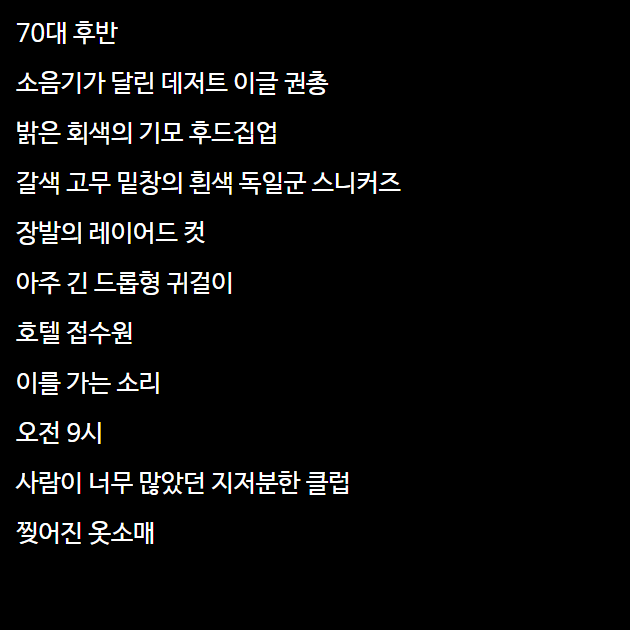 70대 후반
소음기가 달린 데저트 이글 권총
밝은 회색의 기모 후드집업
갈색 고무 밑창의 흰색 독일군 스니커즈
장발의 레이어드 컷
아주 긴 드롭형 귀걸이
호텔 접수원
이를 가는 소리
오전 9시
사람이 너무 많았던 지저분한 클럽
찢어진 옷소매